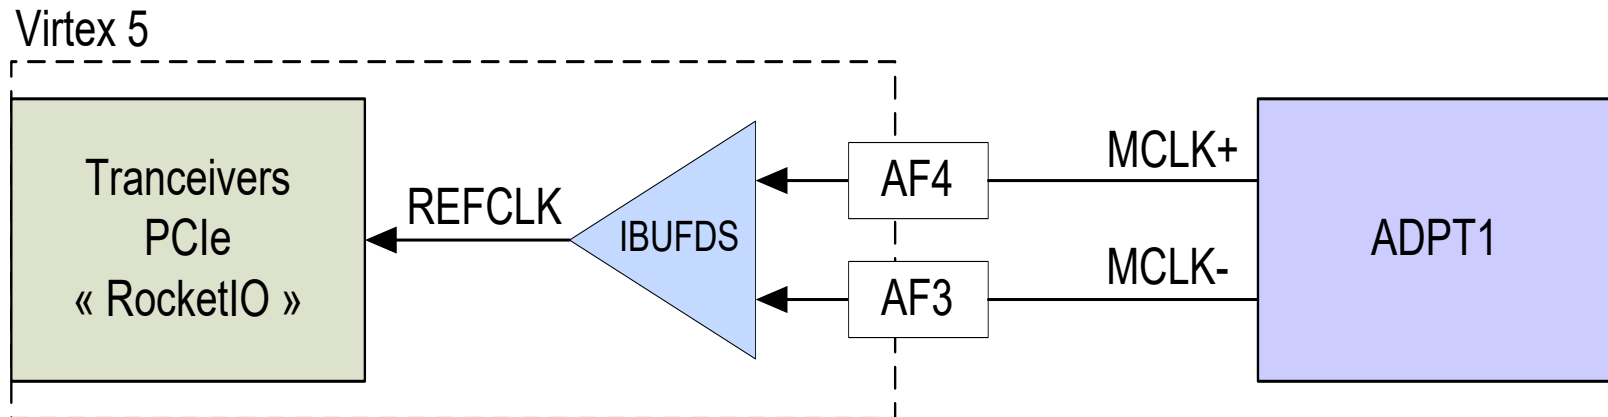 Virtex 5
Tranceivers
PCIe
« RocketIO »
REFCLK
IBUFDS
AF4
AF3
MCLK+
MCLK-
ADPT1